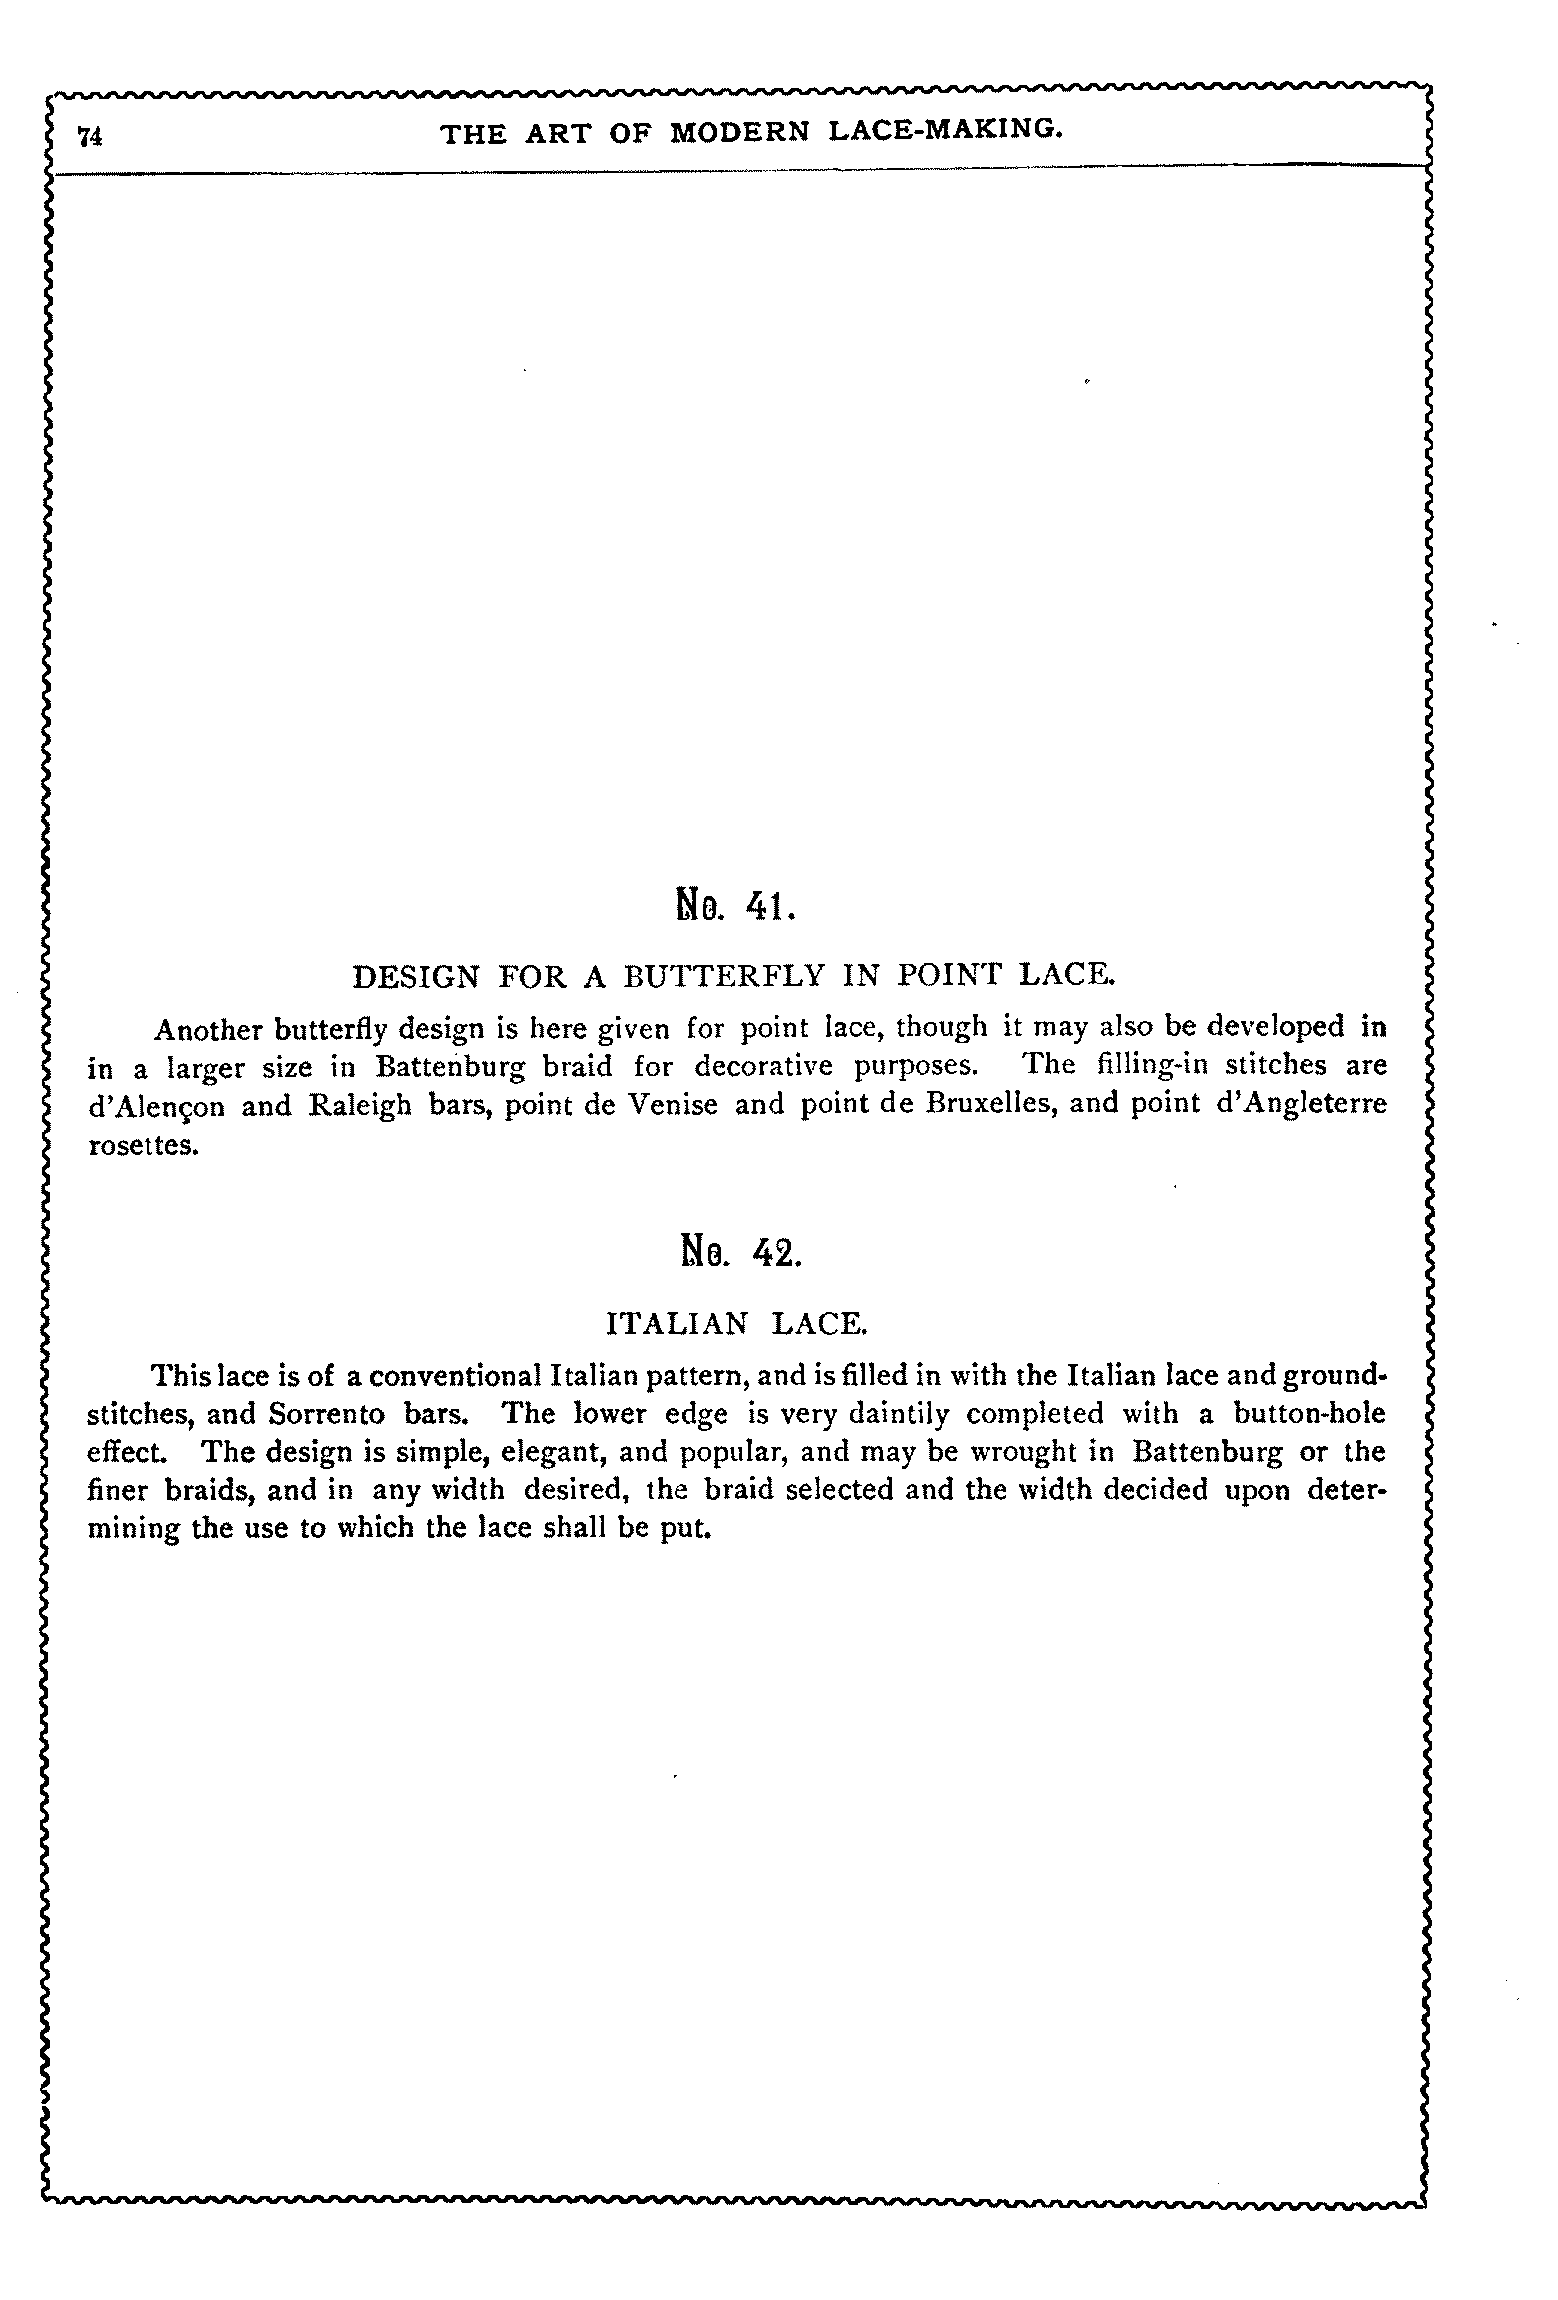 74 THE ART OF MODERN LACE-MAKING.
No. 41.
DESIGN FOR A BUTTERFLY IN POINT LACE.
Another butterfly design is here given for point lace, though it may also be developed in
in a larger size in Battenburg braid for decorative purposes. The filling-in stitches are
d'Alençon and Raleigh bars, point de Venise and point de Bruxelles, and point d'Angleterre
rosettes.
No. 42.
ITALIAN LACE.
This lace is of a conventional Italian pattern, and is filled in with the Italian lace and ground-
stitches, and Sorrento bars. The lower edge is very daintily completed with a button-hole
effect. The design is simple, elegant, and popular, and may be wrought in Battenburg or the
finer braids, and in any width desired, the braid selected and the width decided upon deter-
mining the use to which the lace shall be put.